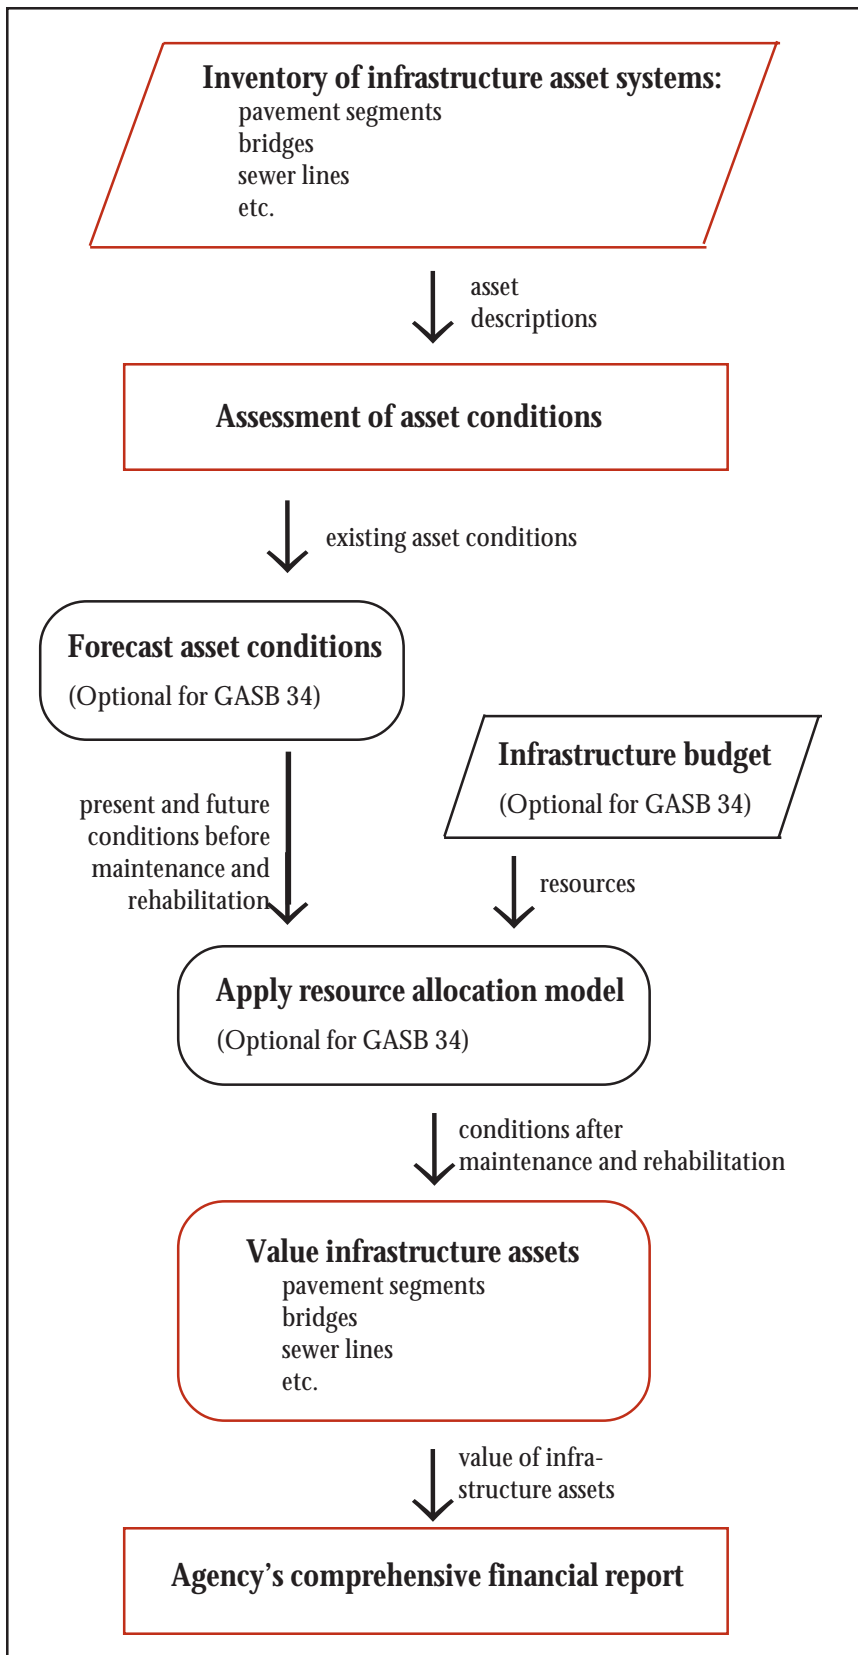 Inventory of infrastructure asset systems:
pavement segments
bridges
sewer lines
etc.
asset
descriptions
Assessment of asset conditions
existing asset conditions
Forecast asset conditions
(Optional for GASB 34)
Infrastructure budget
(Optional for GASB 34)
present and future
conditions before
maintenance and
rehabilitation
resources
Apply resource allocation model
(Optional for GASB 34)
conditions after
maintenance and rehabilitation
Value infrastructure assets
pavement segments
bridges
sewer lines
etc.
value of infra-
structure assets
Agency’s comprehensive financial report